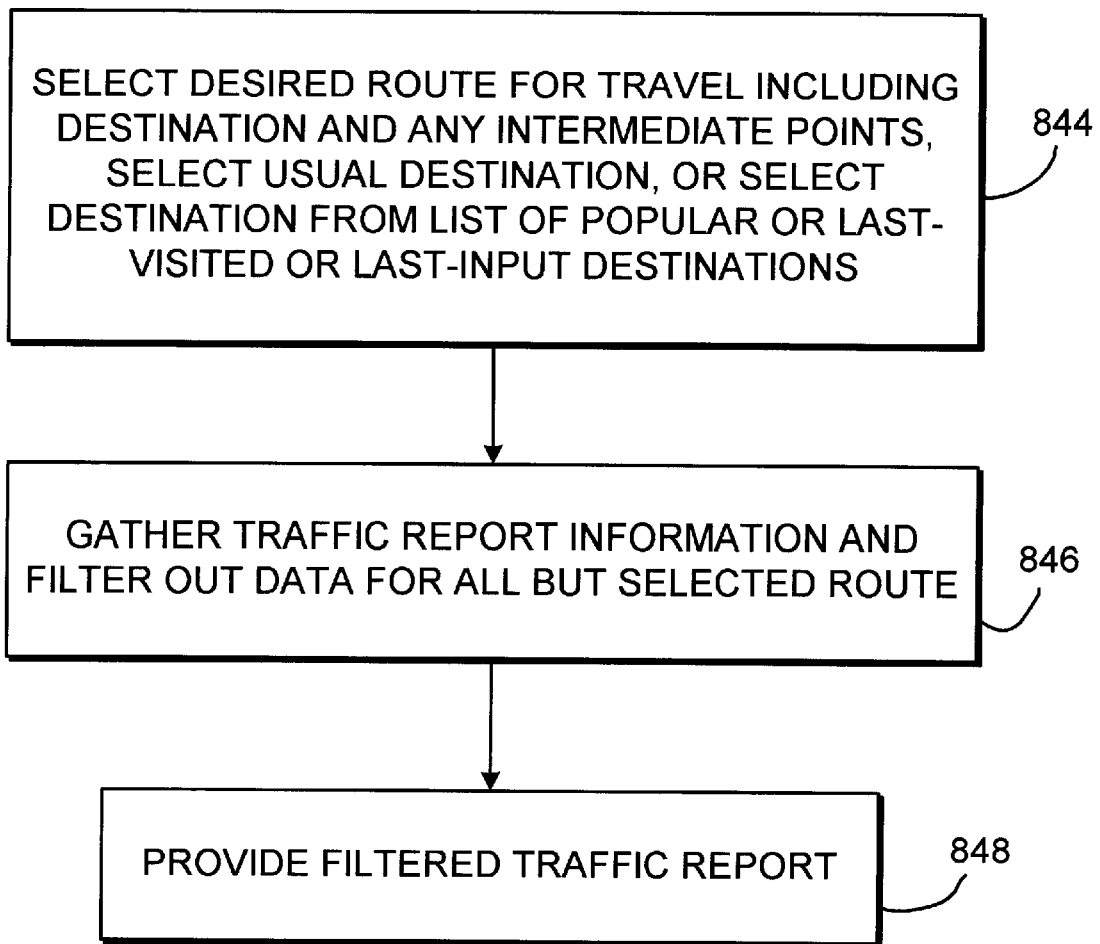 SELECT DESIRED ROUTE FOR TRAVEL INCLUDING
DESTINATION AND ANY INTERMEDIATE POINTS,
SELECT USUAL DESTINATION, OR SELECT
DESTINATION FROM LIST OF POPULAR OR LAST-
VISITED OR LAST-INPUT DESTINATIONS
844
GATHER TRAFFIC REPORT INFORMATION AND
FILTER OUT DATA FOR ALL BUT SELECTED ROUTE
846
PROVIDE FILTERED TRAFFIC REPORT
848